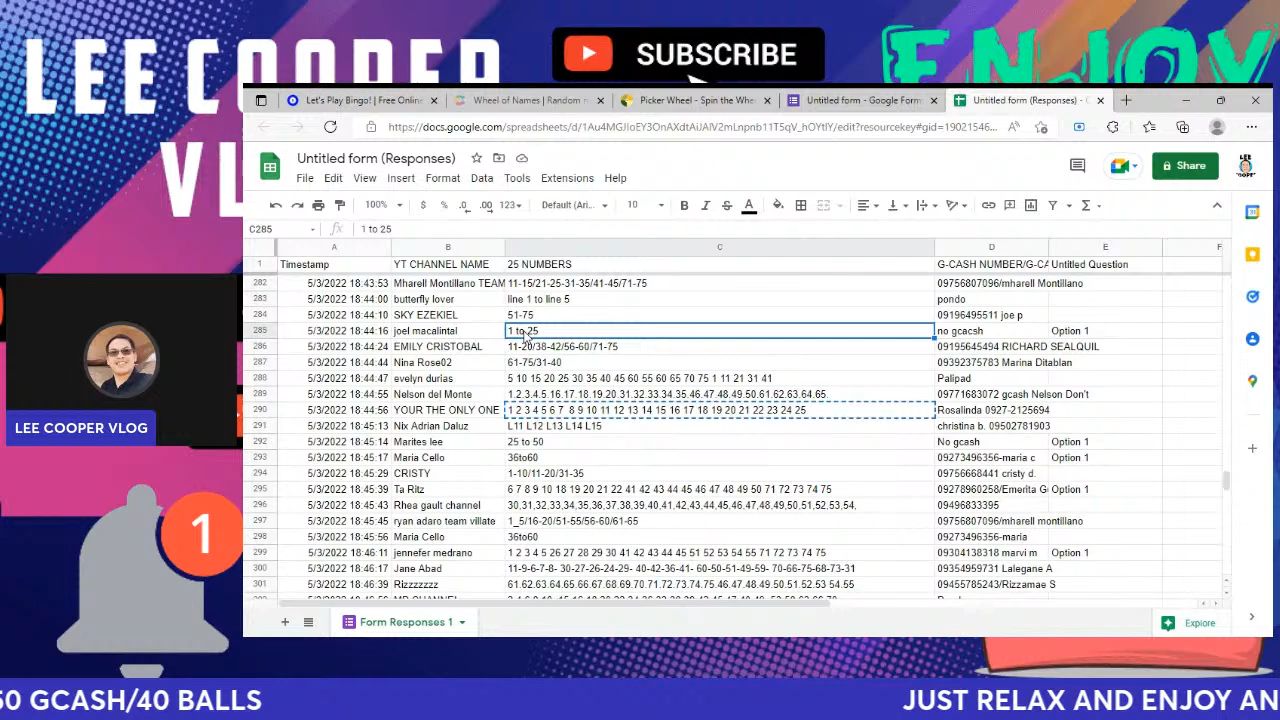 LEE COOPER
VL
SUBSCRIBE
ENJOY
Let's Play Bingo! | Free Online
Wheel of Names | Random n
Picker Wheel - Spin the Whe
Untitled form - Google Form
Untitled form (Responses) - G
Untitled form (Responses)
File Edit View Insert Format Data Tools Extensions Help
Share
100% $ % .0 .00 123 Default (Ari... 10 B I S A
C285 fx 1 to 25
A B C D E F
1 Timestamp YT CHANNEL NAME 25 NUMBERS G-CASH NUMBER/G-CA Untitled Question
282 5/3/2022 18:43:53 Mharell Montillano TEAM 11-15/21-25-31-35/41-45/71-75 09756807096/mharell Montillano
283 5/3/2022 18:44:00 butterfly lover line 1 to line 5 pondo
284 5/3/2022 18:44:10 SKY EZEKIEL 51-75 09196495511 joe p
285 5/3/2022 18:44:16 joel macalintal 1 to 25 no gcacsh Option 1
286 5/3/2022 18:44:24 EMILY CRISTOBAL 11-20/38-42/56-60/71-75 09195645494 RICHARD SEALQUIL
287 5/3/2022 18:44:44 Nina Rose02 61-75/31-40 09392375783 Marina Ditablan
288 5/3/2022 18:44:47 evelyn durias 5 10 15 20 25 30 35 40 45 60 55 60 65 70 75 1 11 21 31 41 Palipad
289 5/3/2022 18:44:55 Nelson del Monte 1 2.3.4.5 16.17.18.19.20.31.32.33.34.35.46.47.48.49.50.61.62.63.64.65. 09771683072 gcash Nelson Don't
290 5/3/2022 18:44:56 YOUR THE ONLY ONE 1 2 3 4 5 6 7 8 9 10 11 12 13 14 15 16 17 18 19 20 21 22 23 24 25 Rosalinda 0927-2125694
291 5/3/2022 18:45:13 Nix Adrian Daluz L11 L12 L13 L14 L15 christina b. 09502781903
292 5/3/2022 18:45:14 Marites lee 25 to 50 No gcash Option 1
293 5/3/2022 18:45:17 Maria Cello 36to60 09273496356-maria c Option 1
294 5/3/2022 18:45:39 CRISTY 1-10/11-20/31-35 09756668441 cristy d.
295 5/3/2022 18:45:39 Ta Ritz 6 7 8 9 10 18 19 20 21 22 41 42 43 44 45 46 47 48 49 50 71 72 73 74 75 09278960258/Emerita G Option 1
296 5/3/2022 18:45:43 Rhea gault channel 30,31,32,33,34,35,36,37,38,39,40,41,42,43,44,45,46,47,48,49,50,51,52,53,54, 09496833395
297 5/3/2022 18:45:45 ryan adaro team villate 1_5/16-20/51-55/56-60/61-65 09756807096/mharell montillano
298 5/3/2022 18:45:56 Maria Cello 36to60 09273496356-maria
299 5/3/2022 18:46:11 jennefer medrano 1 2 3 4 5 26 27 28 29 30 41 42 43 44 45 51 52 53 54 55 71 72 73 74 75 09304138318 marvi m Option 1
300 5/3/2022 18:46:17 Jane Abad 11-9-6-7-8- 30-27-26-24-29- 40-42-36-41- 60-51-48-49-59- 70-66-75-68-73-31 09354959731 Lalegane A
301 5/3/2022 18:46:39 Rizzzzzzz 61 62.63.64.65.66.67.68.69.70.71.72.73.74.75.46.47.48.49.50.51.52.53 54.55 09455785243/Rizzamae S
Form Responses 1
Explore
LEE COOPER VLOG
1
50 GCASH/40 BALLS
JUST RELAX AND ENJOY AN